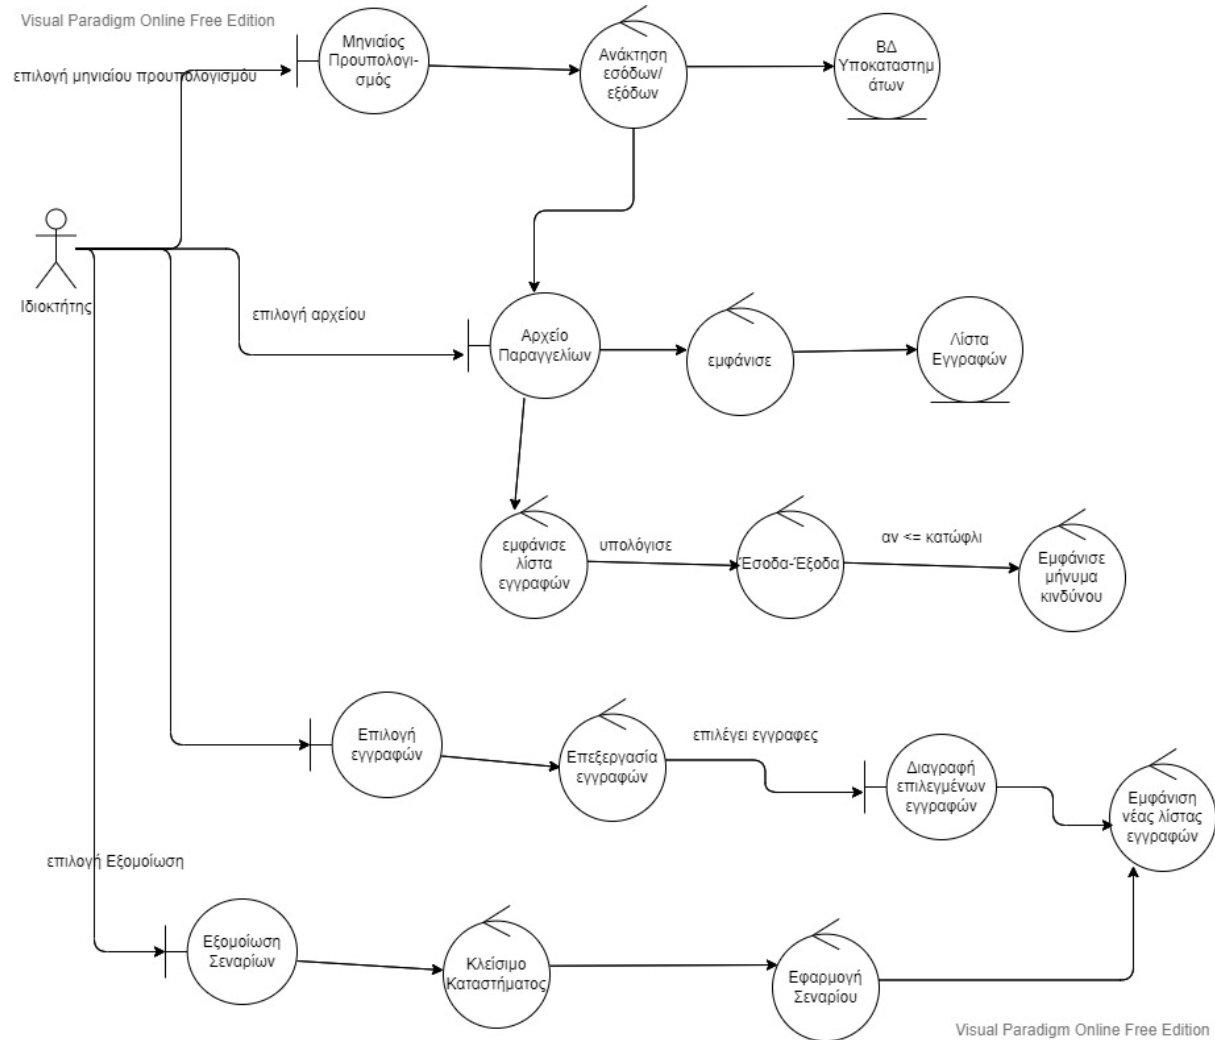 Visual Paradigm Online Free Edition
επιλογή μηνιαίου προυπολογισμόυ
Μηνιαίος
Προυπολογι-
σμός
Ανάκτηση
εσόδων/
εξόδων
ΒΔ
Υποκαταστημ
άτων
Ιδιοκτήτης
επιλογή αρχείου
Αρχείο
Παραγγελίων
εμφάνισε
Λίστα
Εγγραφών
εμφάνισε
λίστα
εγγραφών
υπολόγισε
Έσοδα-Έξοδα
αν <= κατώφλι
Εμφάνισε
μήνυμα
κινδύνου
Επιλογή
εγγραφών
Επεξεργασία
εγγραφών
επιλέγει εγγραφες
Διαγραφή
επιλεγμένων
εγγραφών
Εμφάνιση
νέας λίστας
εγγραφών
επιλογή Εξομοίωση
Εξομοίωση
Σεναρίων
Κλείσιμο
Καταστήματος
Εφαρμογή
Σεναρίου
Visual Paradigm Online Free Edition